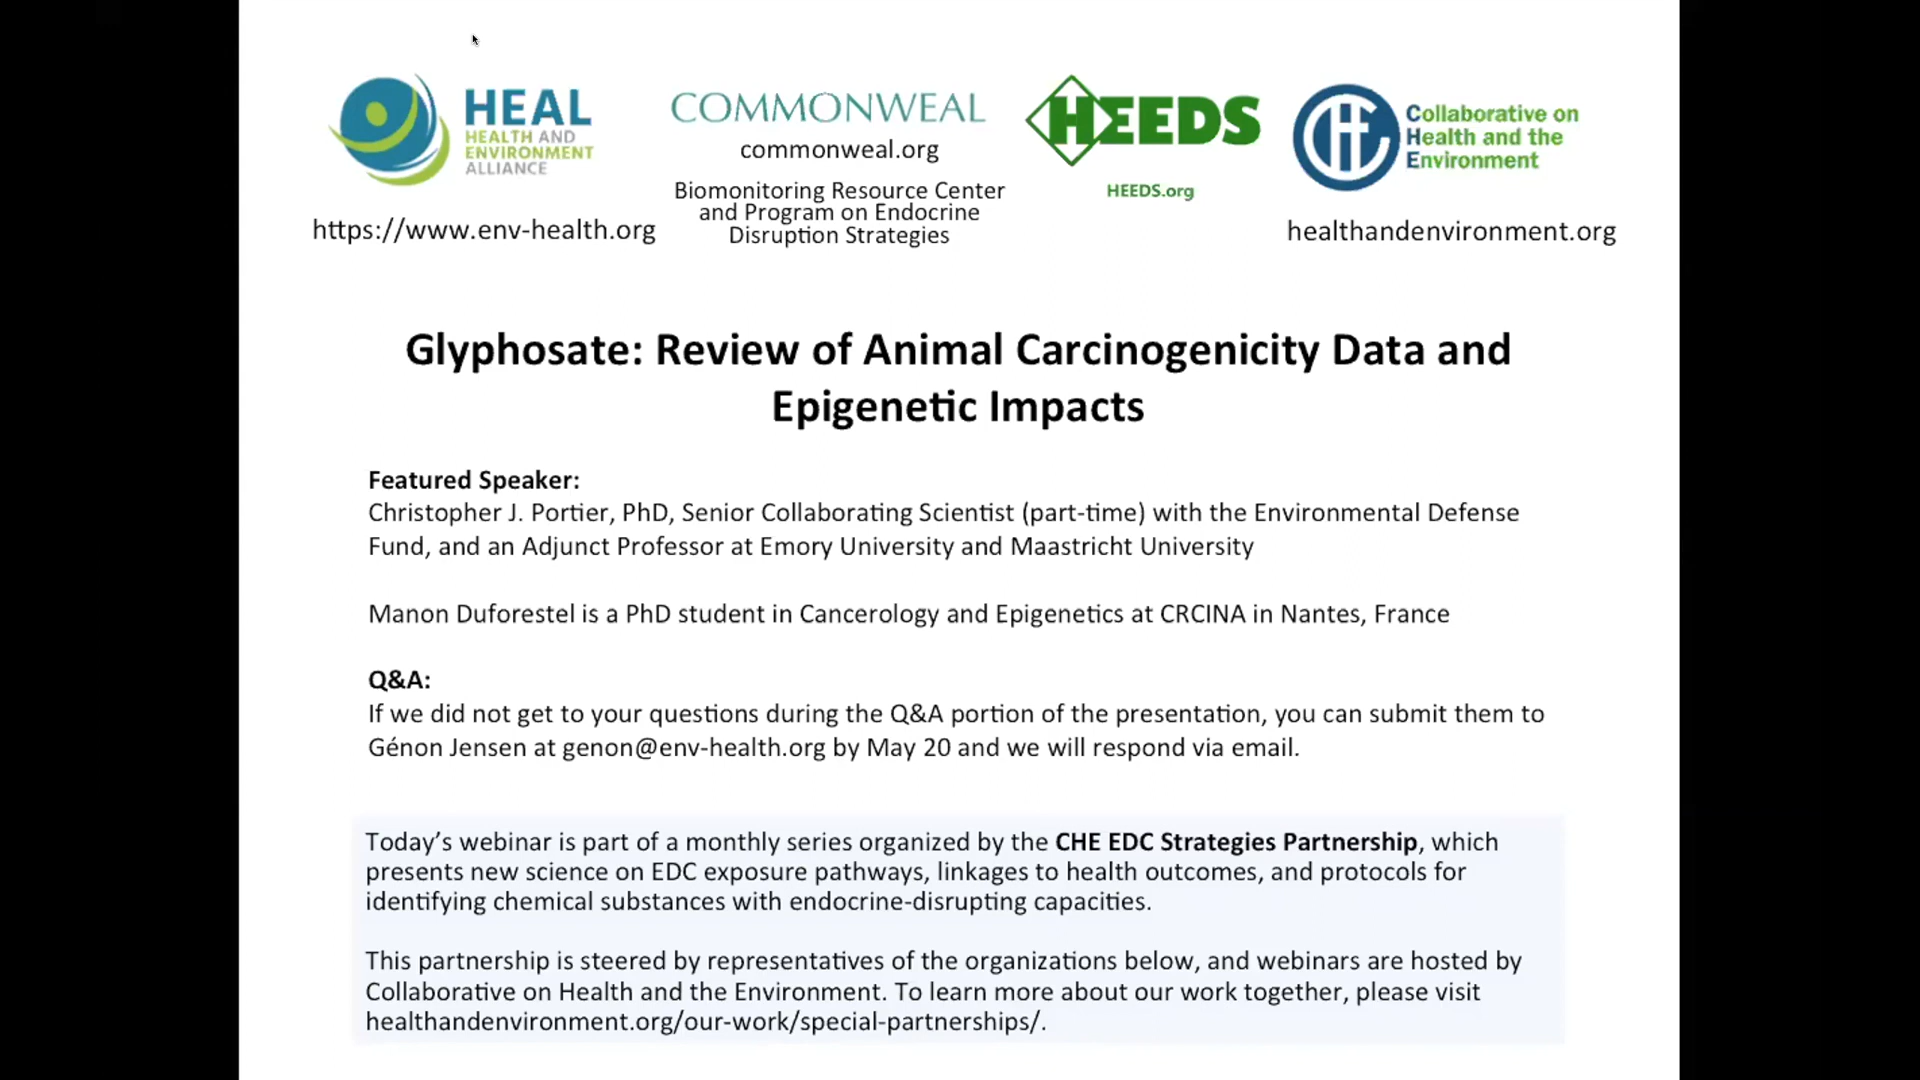 HEAL
HEALTH AND
ENVIRONMENT
ALLIANCE
https://www.env-health.org
COMMONWEAL
commonweal.org
Biomonitoring Resource Center
and Program on Endocrine
Disruption Strategies
HEEDS
HEEDS.org
CHE
Collaborative on
Health and the
Environment
healthandenvironment.org
Glyphosate: Review of Animal Carcinogenicity Data and
Epigenetic Impacts
Featured Speaker:
Christopher J. Portier, PhD, Senior Collaborating Scientist (part-time) with the Environmental Defense
Fund, and an Adjunct Professor at Emory University and Maastricht University
Manon Duforestel is a PhD student in Cancerology and Epigenetics at CRCINA in Nantes, France
Q&A:
If we did not get to your questions during the Q&A portion of the presentation, you can submit them to
Génon Jensen at genon@env-health.org by May 20 and we will respond via email.
Today’s webinar is part of a monthly series organized by the CHE EDC Strategies Partnership, which
presents new science on EDC exposure pathways, linkages to health outcomes, and protocols for
identifying chemical substances with endocrine-disrupting capacities.
This partnership is steered by representatives of the organizations below, and webinars are hosted by
Collaborative on Health and the Environment. To learn more about our work together, please visit
healthandenvironment.org/our-work/special-partnerships/.